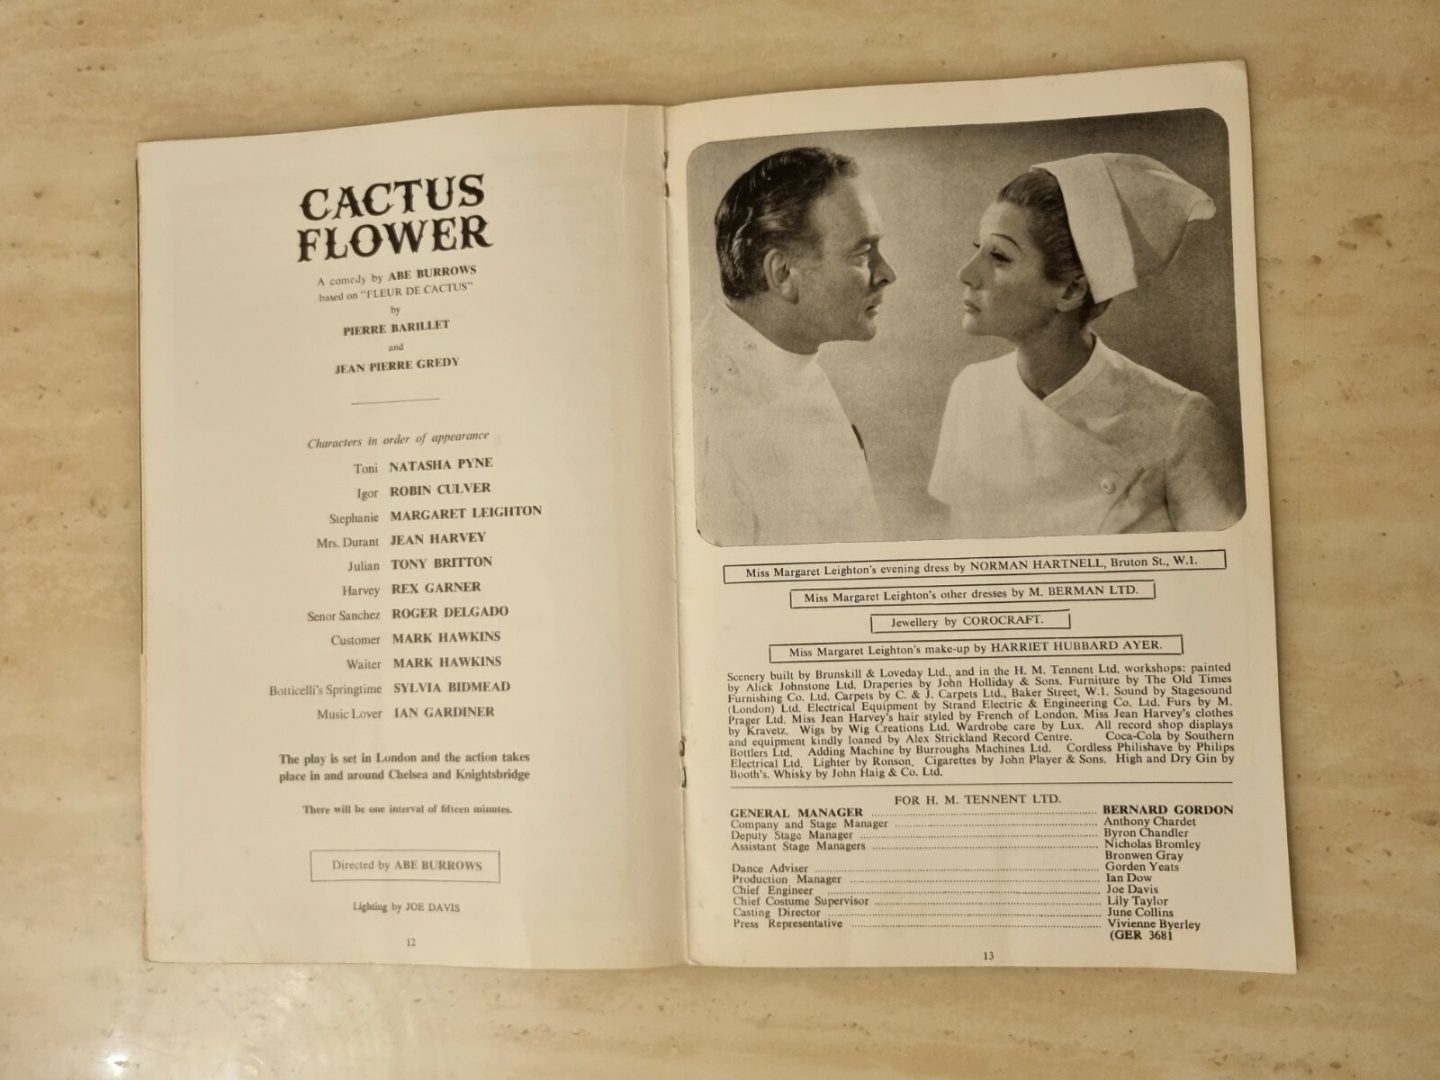 CACTUS
FLOWER
A comedy by ABE BURROWS
based on "FLEUR DE CACTUS"
by
PIERRE BARILLET
and
JEAN PIERRE GREDY
Characters in order of appearance
Toni NATASHA PYNE
Igor ROBIN CULVER
Stephanie MARGARET LEIGHTON
Mrs. Durant JEAN HARVEY
Julian TONY BRITTON
Harvey REX GARNER
Senor Sanchez ROGER DELGADO
Customer MARK HAWKINS
Waiter MARK HAWKINS
Botticelli's Springtime SYLVIA BIDMEAD
Music Lover IAN GARDINER
The play is set in London and the action takes
place in and around Chelsea and Knightsbridge
There will be one interval of fifteen minutes.
Directed by ABE BURROWS
Lighting by JOE DAVIS
12
Miss Margaret Leighton's evening dress by NORMAN HARTNELL, Bruton St., W.1.
Miss Margaret Leighton's other dresses by M. BERMAN LTD.
Jewellery by COROCRAFT.
Miss Margaret Leighton's make-up by HARRIET HUBBARD AYER.
Scenery built by Brunskill & Loveday Ltd., and in the H. M. Tennent Ltd. workshops: painted
by Alick Johnstone Ltd. Draperies by John Holliday & Sons. Furniture by The Old Times
Furnishing Co. Ltd. Carpets by C. & J. Carpets Ltd., Baker Street, W.1. Sound by Stagesound
(London) Ltd. Electrical Equipment by Strand Electric & Engineering Co. Ltd. Furs by M.
Prager Ltd. Miss Jean Harvey's hair styled by French of London. Miss Jean Harvey's clothes
by Kravetz. Wigs by Wig Creations Ltd. Wardrobe care by Lux. All record shop displays
and equipment kindly loaned by Alex Strickland Record Centre. Coca-Cola by Southern
Bottlers Ltd. Adding Machine by Burroughs Machines Ltd. Cordless Philishave by Philips
Electrical Ltd. Lighter by Ronson. Cigarettes by John Player & Sons. High and Dry Gin by
Booth's. Whisky by John Haig & Co. Ltd.
FOR H. M. TENNENT LTD.
GENERAL MANAGER BERNARD GORDON
Company and Stage Manager Anthony Chardet
Deputy Stage Manager Byron Chandler
Assistant Stage Managers Nicholas Bromley
Bronwen Gray
Dance Adviser Gorden Yeats
Production Manager Ian Dow
Chief Engineer Joe Davis
Chief Costume Supervisor Lily Taylor
Casting Director June Collins
Press Representative Vivienne Byerley
(GER 3681
13